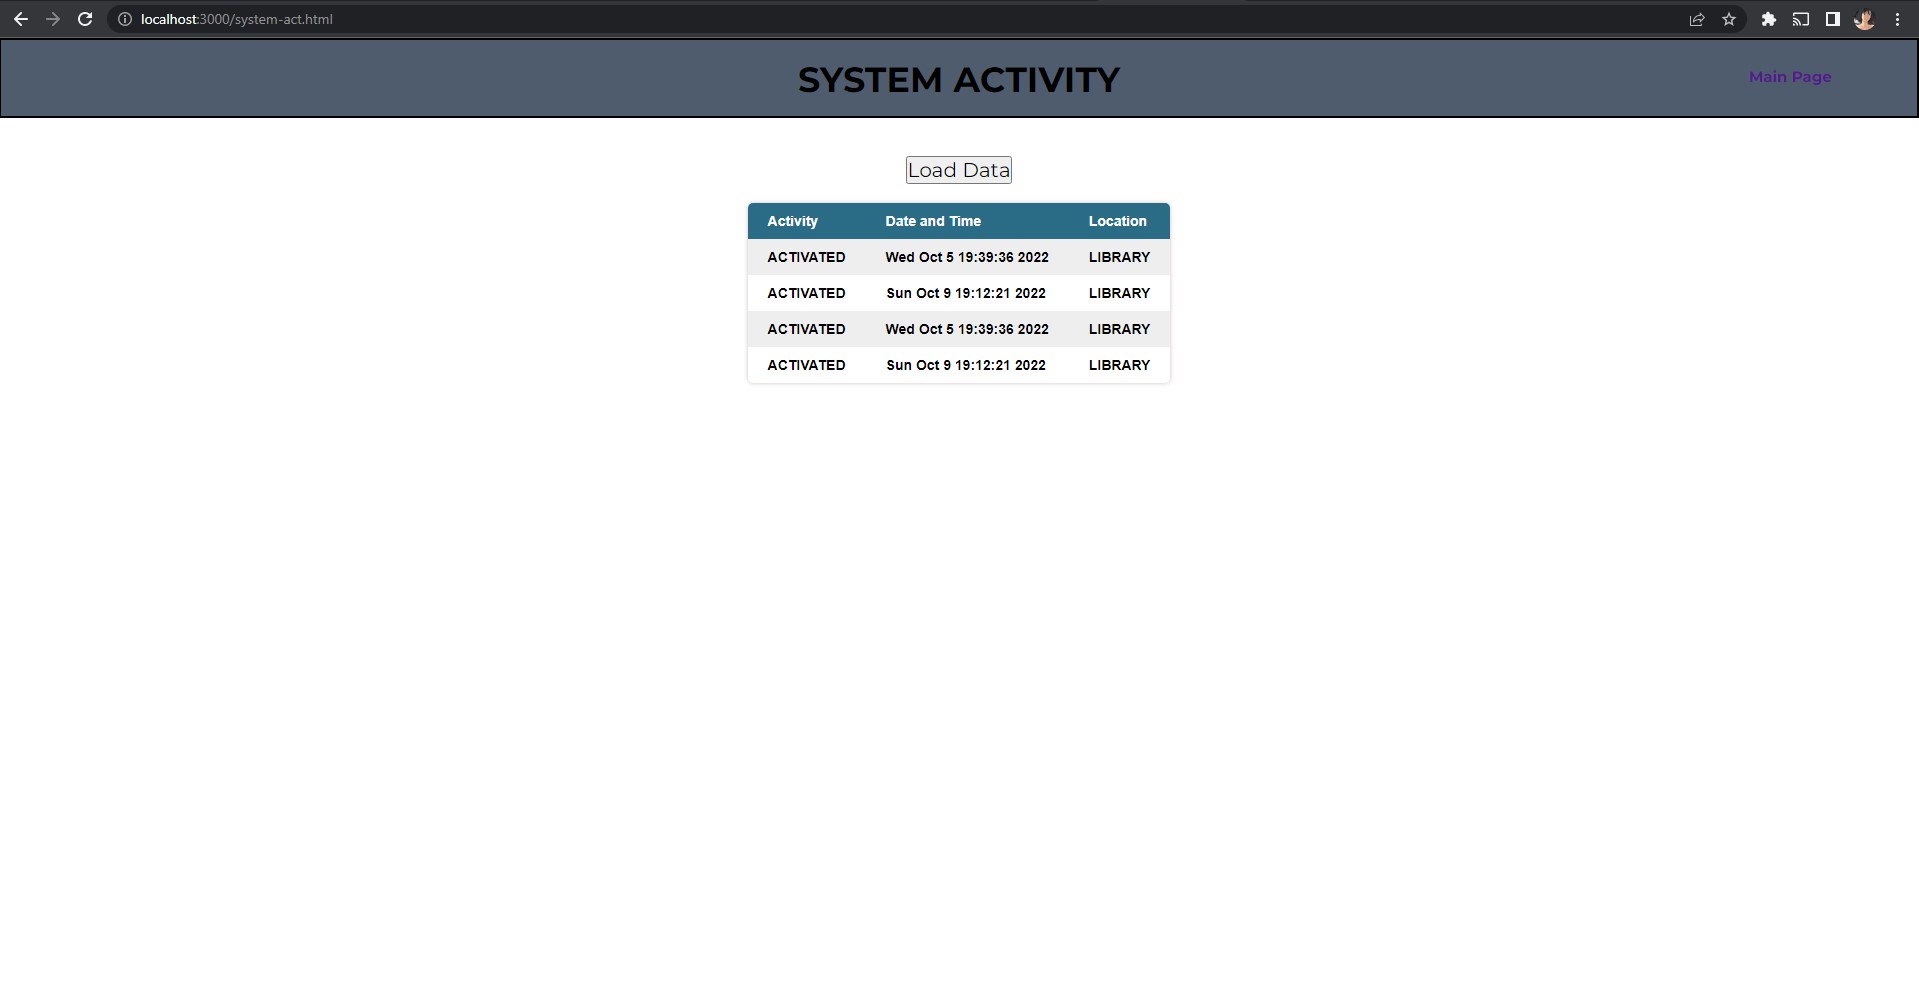 localhost:3000/system-act.html
SYSTEM ACTIVITY
Main Page
Load Data
Activity Date and Time Location
ACTIVATED Wed Oct 5 19:39:36 2022 LIBRARY
ACTIVATED Sun Oct 9 19:12:21 2022 LIBRARY
ACTIVATED Wed Oct 5 19:39:36 2022 LIBRARY
ACTIVATED Sun Oct 9 19:12:21 2022 LIBRARY